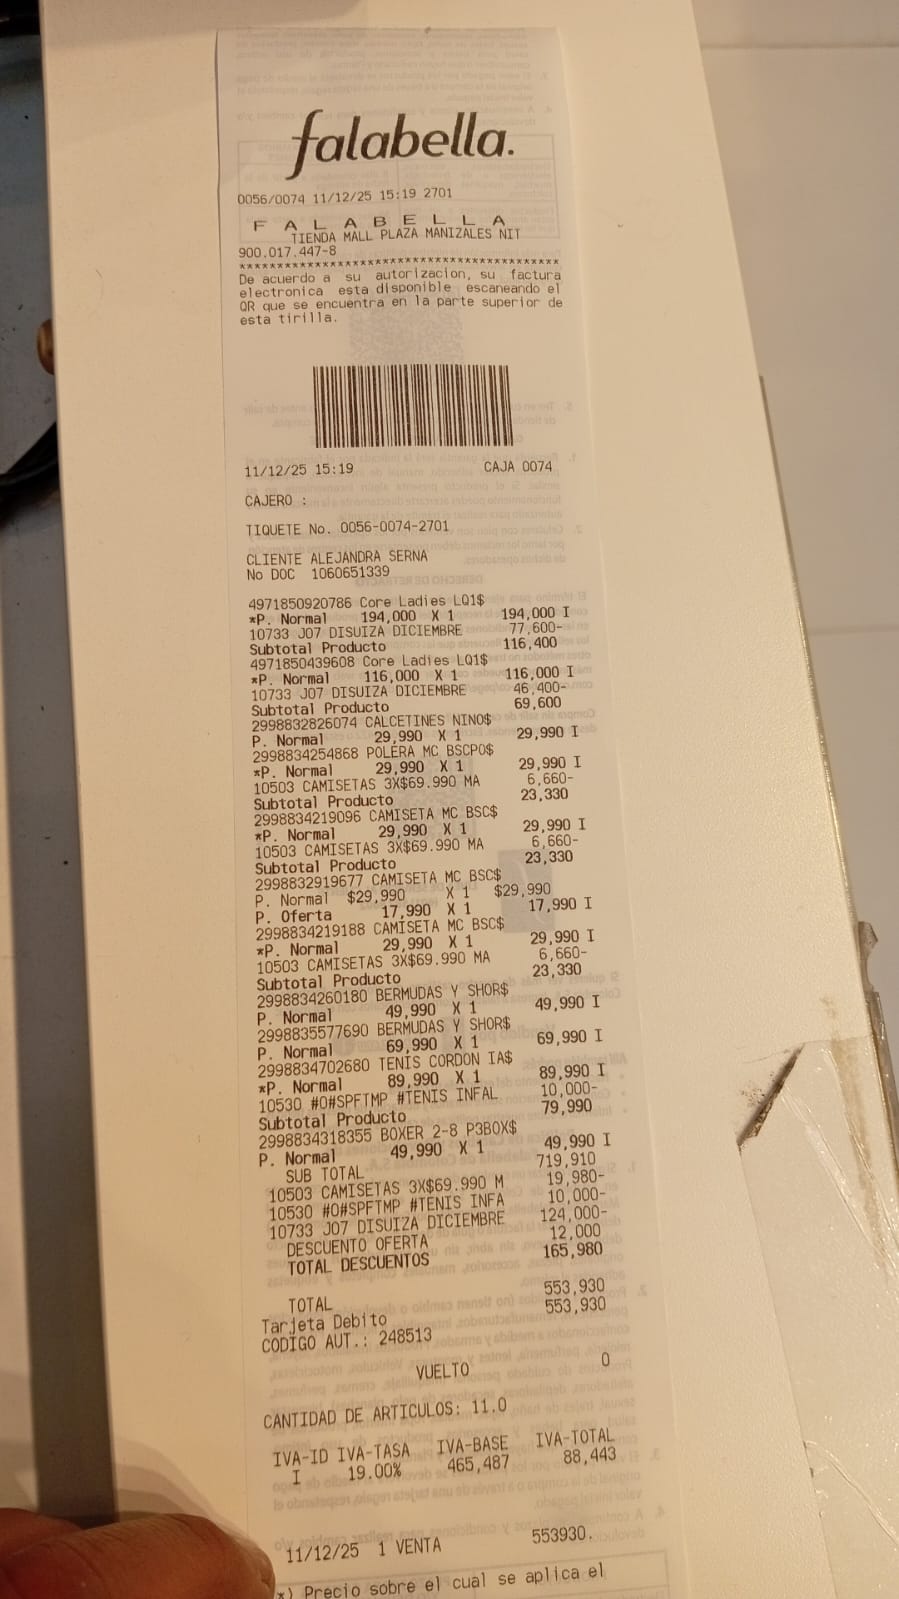 falabella.
0056/0074 11/12/25 15:19 2701
F A L A B E L L A
TIENDA MALL PLAZA MANIZALES NIT
900.017.447-8
*******************************************
De acuerdo a su autorizacion, su factura
electronica esta disponible escaneando el
QR que se encuentra en la parte superior de
esta tirilla.
11/12/25 15:19 CAJA 0074
CAJERO :
TIQUETE No. 0056-0074-2701
CLIENTE ALEJANDRA SERNA
No DOC 1060651339
4971850920786 Core Ladies LQ1$
*P. Normal 194,000 X 1 194,000 I
10733 J07 DISUIZA DICIEMBRE 77,600-
Subtotal Producto 116,400
4971850439608 Core Ladies LQ1$
*P. Normal 116,000 X 1 116,000 I
10733 J07 DISUIZA DICIEMBRE 46,400-
Subtotal Producto 69,600
2998832826074 CALCETINES NINO$
P. Normal 29,990 X 1 29,990 I
2998834254868 POLERA MC BSCPO$
*P. Normal 29,990 X 1 29,990 I
10503 CAMISETAS 3X$69.990 MA 6,660-
Subtotal Producto 23,330
2998834219096 CAMISETA MC BSC$
*P. Normal 29,990 X 1 29,990 I
10503 CAMISETAS 3X$69.990 MA 6,660-
Subtotal Producto 23,330
2998832919677 CAMISETA MC BSC$
P. Normal $29,990 X 1 $29,990
P. Oferta 17,990 X 1 17,990 I
2998834219188 CAMISETA MC BSC$
*P. Normal 29,990 X 1 29,990 I
10503 CAMISETAS 3X$69.990 MA 6,660-
Subtotal Producto 23,330
2998834260180 BERMUDAS Y SHOR$
P. Normal 49,990 X 1 49,990 I
2998835577690 BERMUDAS Y SHOR$
P. Normal 69,990 X 1 69,990 I
2998834702680 TENIS CORDON IA$
*P. Normal 89,990 X 1 89,990 I
10530 #O#SPFTMP #TENIS INFAL 10,000-
Subtotal Producto 79,990
2998834318355 BOXER 2-8 P3BOX$
P. Normal 49,990 X 1 49,990 I
SUB TOTAL 719,910
10503 CAMISETAS 3X$69.990 M 19,980-
10530 #O#SPFTMP #TENIS INFA 10,000-
10733 J07 DISUIZA DICIEMBRE 124,000-
DESCUENTO OFERTA 12,000
TOTAL DESCUENTOS 165,980
TOTAL 553,930
Tarjeta Debito 553,930
CODIGO AUT.: 248513
VUELTO 0
CANTIDAD DE ARTICULOS: 11.0
IVA-ID IVA-TASA IVA-BASE IVA-TOTAL
I 19.00% 465,487 88,443
11/12/25 1 VENTA 553930.
*) Precio sobre el cual se aplica el